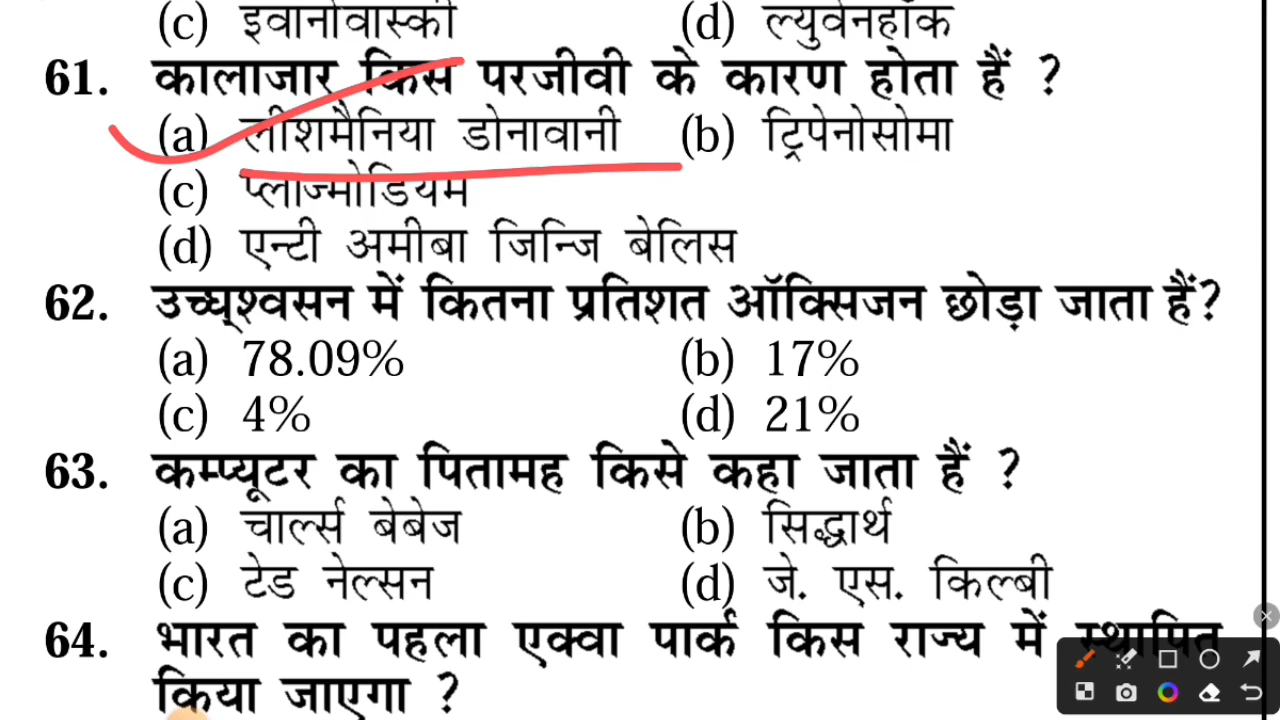 (c) इवानोवास्की (d) ल्युवेनहॉक
61. कालाजार किस परजीवी के कारण होता हैं ?
(a) लीशमैनिया डोनावानी (b) ट्रिपेनोसोमा
(c) प्लाज्मोडियम
(d) एन्टी अमीबा जिन्जि बेलिस
62. उच्घ्श्वसन में कितना प्रतिशत ऑक्सिजन छोड़ा जाता हैं?
(a) 78.09% (b) 17%
(c) 4% (d) 21%
63. कम्प्यूटर का पितामह किसे कहा जाता हैं ?
(a) चार्ल्स बेबेज (b) सिद्धार्थ
(c) टेड नेल्सन (d) जे. एस. किल्बी
64. भारत का पहला एक्वा पार्क किस राज्य में स्थापित
किया जाएगा ?